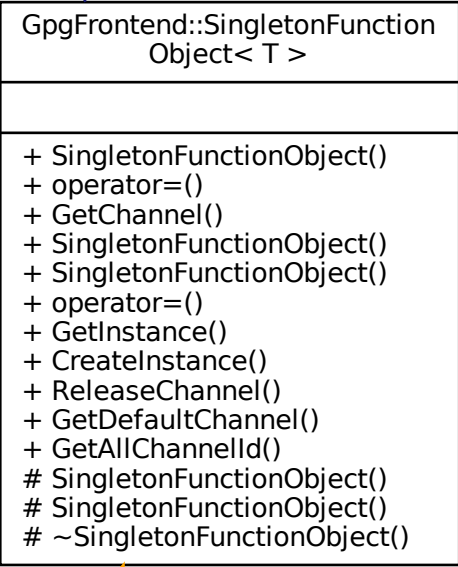 GpgFrontend::SingletonFunction
Object< T >
+ SingletonFunctionObject()
+ operator=()
+ GetChannel()
+ SingletonFunctionObject()
+ SingletonFunctionObject()
+ operator=()
+ GetInstance()
+ CreateInstance()
+ ReleaseChannel()
+ GetDefaultChannel()
+ GetAllChannelId()
# SingletonFunctionObject()
# SingletonFunctionObject()
# ~SingletonFunctionObject()